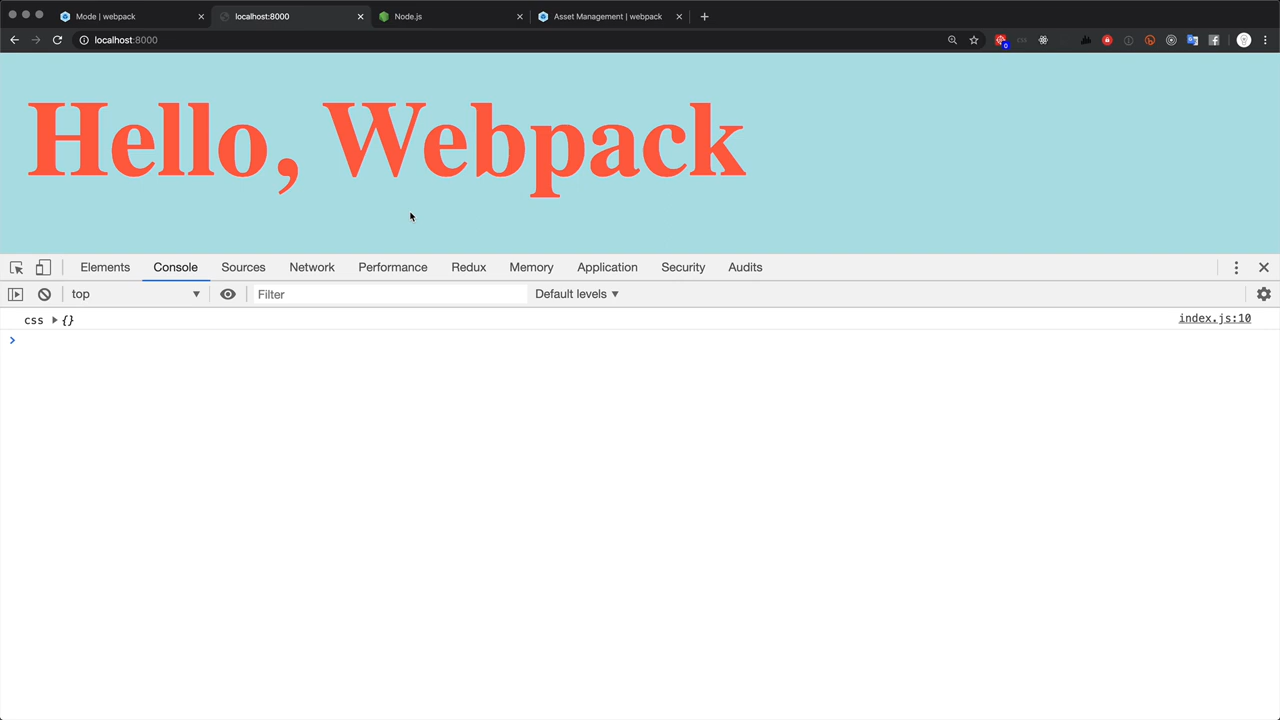 Mode | webpack
localhost:8000
Node.js
Asset Management | webpack
localhost:8000
0
Hello, Webpack
Elements Console Sources Network Performance Redux Memory Application Security Audits
top Filter Default levels
css {} index.js:10